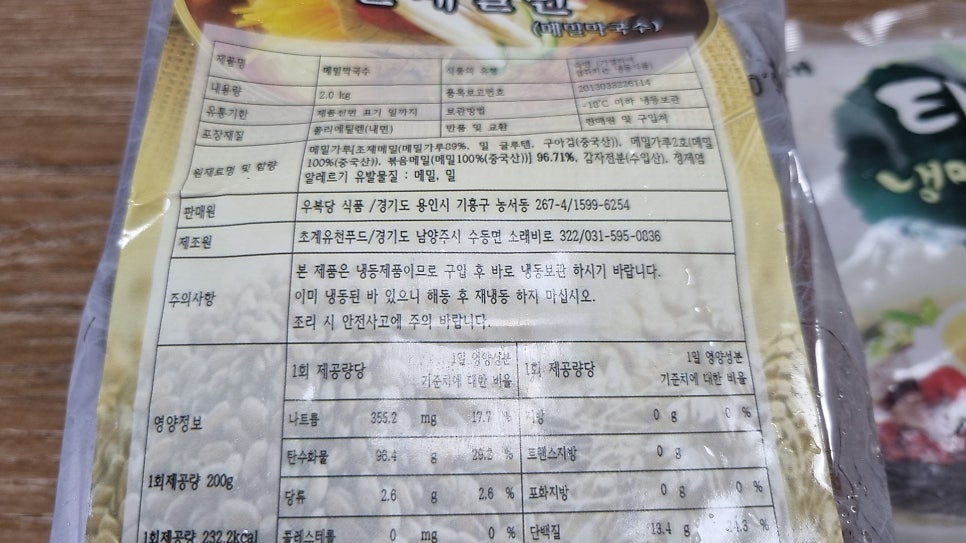 (메밀막국수)
제품명 메밀막국수 식품의 유형
내용량 2.0 kg 품목보고번호 2013033326114
유통기한 제품전면 표기 일까지 보관방법 -18℃ 이하 냉동보관
포장재질 폴리에틸렌(내면) 반품 및 교환 판매원 및 구입처
원재료명 및 함량 메밀가루[조제메밀(메밀가루89%, 밀 글루텐, 구아검(중국산)), 메밀가루2호(메밀
100%(중국산)), 볶음메밀(메밀100%(중국산))] 96.71%, 감자전분(수입산), 정제염
알레르기 유발물질 : 메밀, 밀
판매원 우복당 식품 /경기도 용인시 기흥구 농서동 267-4/1599-6254
제조원 초계유천푸드/경기도 남양주시 수동면 소래비로 322/031-595-0836
주의사항 본 제품은 냉동제품이므로 구입 후 바로 냉동보관 하시기 바랍니다.
이미 냉동된 바 있으니 해동 후 재냉동 하지 마십시오.
조리 시 안전사고에 주의 바랍니다.
영양정보
1회제공량 200g
1회제공량 232.2kcal
1회 제공량당 1일 영양성분 기준치에 대한 비율 1회 제공량당 1일 영양성분 기준치에 대한 비율
나트륨 355.2 mg 17.7 % 지방 0 g 0 %
탄수화물 96.4 g % 트랜스지방 0 g
당류 2.6 g 2.6 % 포화지방 0 g 0 %
콜레스테롤 0 mg 0 % 단백질 13.4 g %
냉면